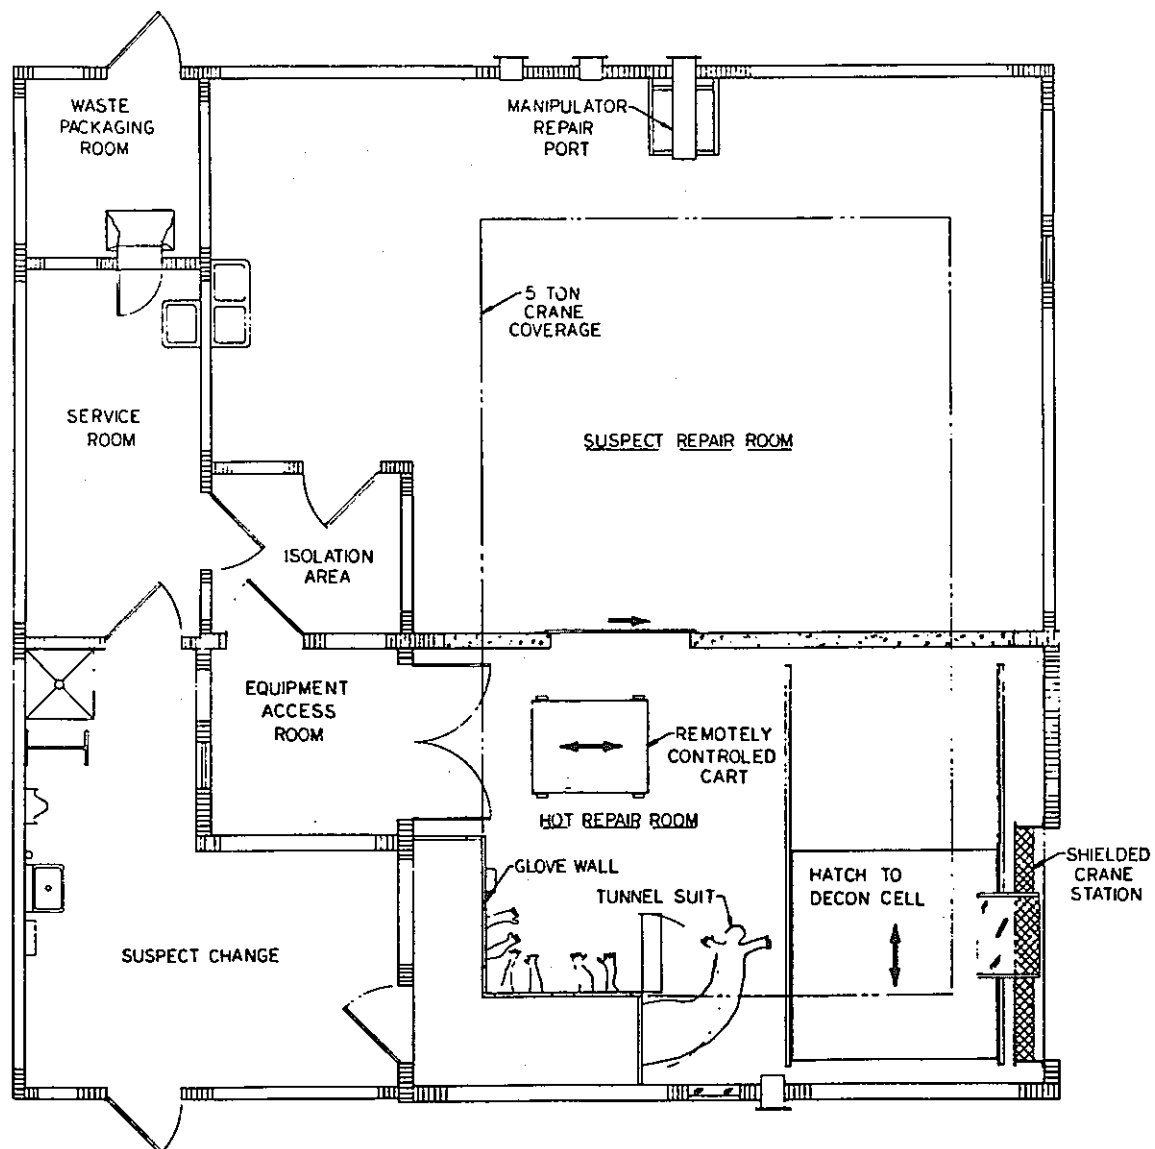 WASTE
PACKAGING
ROOM
MANIPULATOR
REPAIR
PORT
5 TON
CRANE
COVERAGE
SERVICE
ROOM
SUSPECT REPAIR ROOM
ISOLATION
AREA
EQUIPMENT
ACCESS
ROOM
REMOTELY
CONTROLED
CART
HOT REPAIR ROOM
GLOVE WALL
TUNNEL SUIT
HATCH TO
DECON CELL
SHIELDED
CRANE
STATION
SUSPECT CHANGE